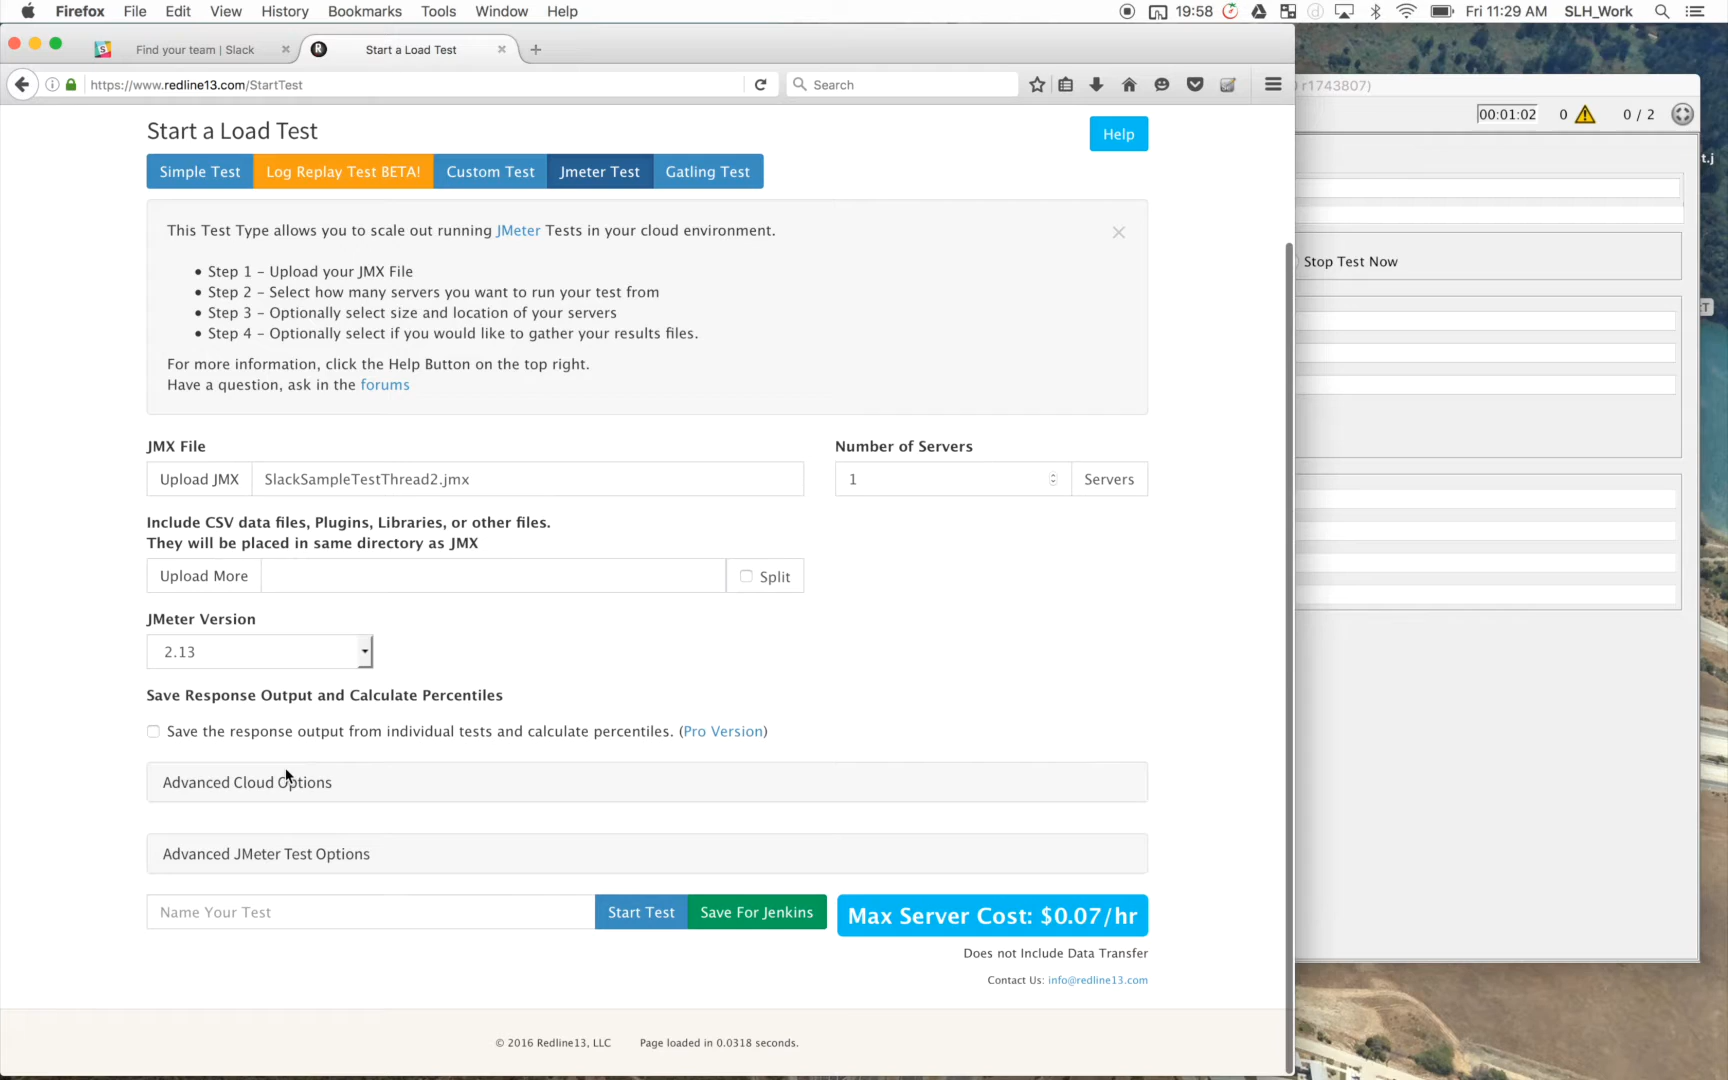 Firefox File Edit View History Bookmarks Tools Window Help 19:58 Fri 11:29 AM SLH_Work
Find your team | Slack
Start a Load Test
https://www.redline13.com/StartTest
Search
r1743807)
00:01:02 0 0 / 2
Start a Load Test
Help
Simple Test Log Replay Test BETA! Custom Test Jmeter Test Gatling Test
This Test Type allows you to scale out running JMeter Tests in your cloud environment.
• Step 1 – Upload your JMX File
• Step 2 – Select how many servers you want to run your test from
• Step 3 – Optionally select size and location of your servers
• Step 4 – Optionally select if you would like to gather your results files.
For more information, click the Help Button on the top right.
Have a question, ask in the forums
Stop Test Now
JMX File
Number of Servers
Upload JMX SlackSampleTestThread2.jmx
1 Servers
Include CSV data files, Plugins, Libraries, or other files.
They will be placed in same directory as JMX
Upload More Split
JMeter Version
2.13
Save Response Output and Calculate Percentiles
Save the response output from individual tests and calculate percentiles. (Pro Version)
Advanced Cloud Options
Advanced JMeter Test Options
Name Your Test Start Test Save For Jenkins Max Server Cost: $0.07/hr
Does not Include Data Transfer
Contact Us: info@redline13.com
© 2016 Redline13, LLC Page loaded in 0.0318 seconds.